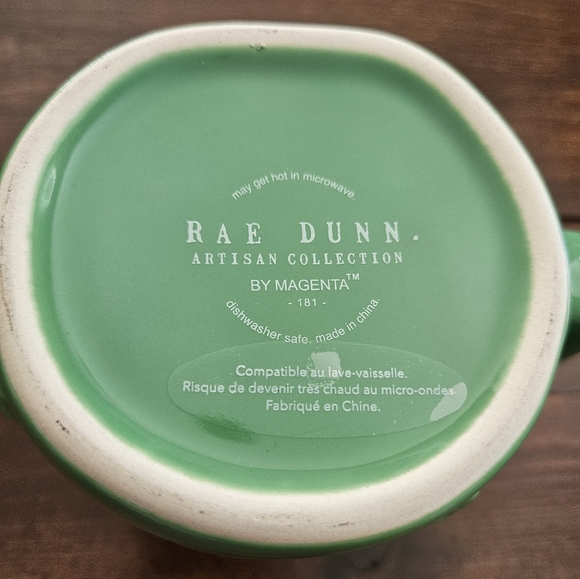 may get hot in microwave.
RAE DUNN.
ARTISAN COLLECTION
BY MAGENTA™
- 181 -
dishwasher safe. made in china.
Compatible au lave-vaisselle.
Risque de devenir très chaud au micro-ondes.
Fabriqué en Chine.